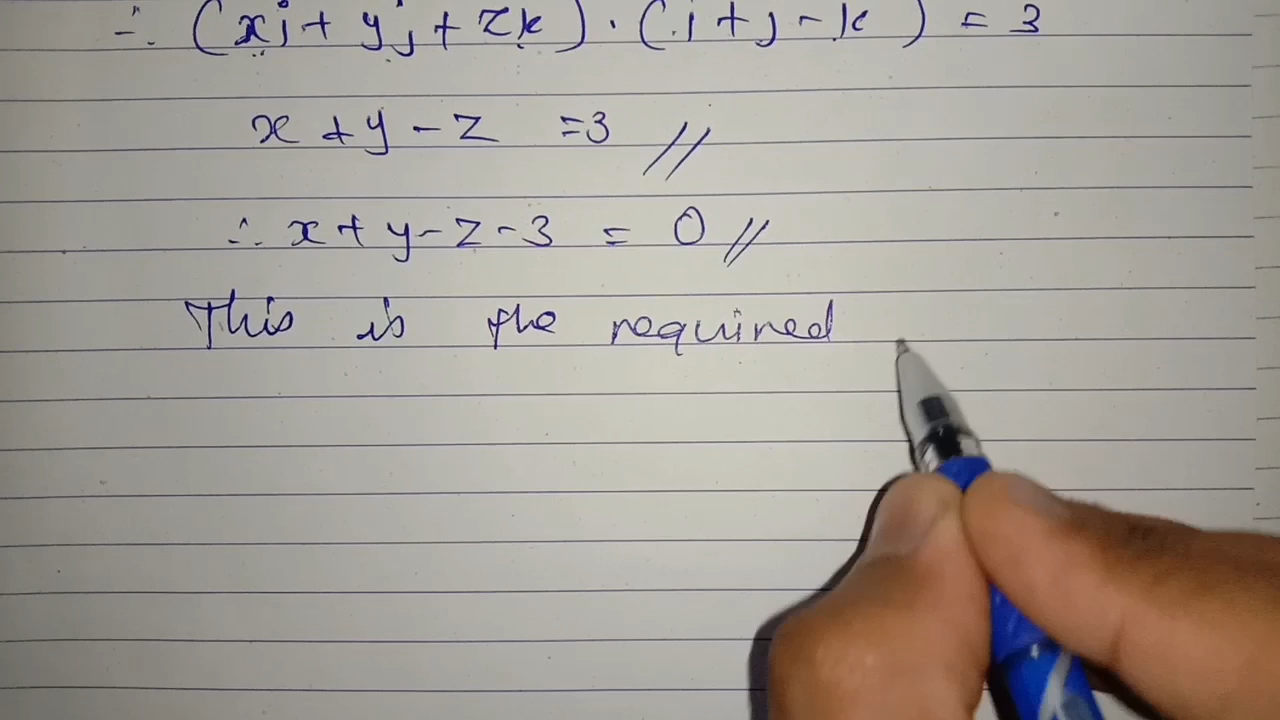 ∴ (xi + yj + zk) · (i + j - k) = 3
x + y - z = 3 //
∴ x + y - z - 3 = 0 //
This is the required